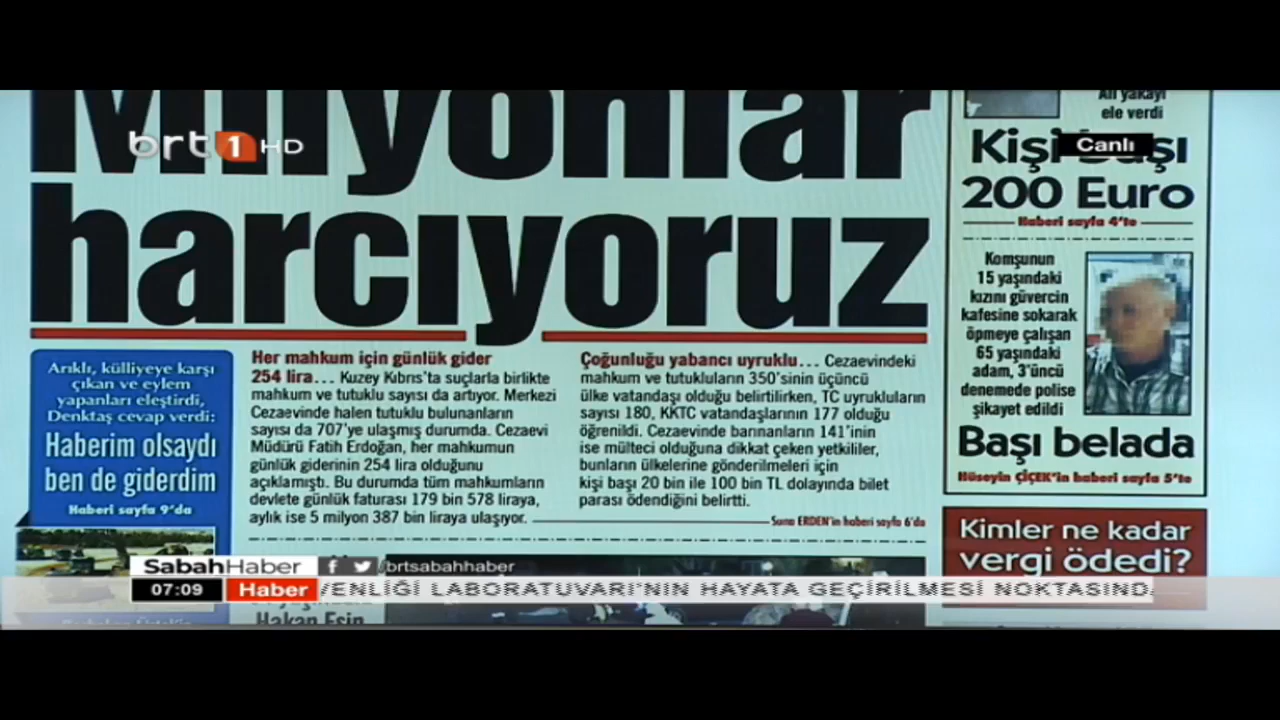 Milyonlar
harcıyoruz
brt 1 HD
Canlı
ele verdi
Kişi
200 Euro
Haberi sayfa 4'te
Komşunun
15 yaşındaki
kızını güvercin
kafesine sokarak
öpmeye çalışan
65 yaşındaki
adam, 3'üncü
denemede polise
şikayet edildi
Başı belada
Hüseyin ÇİÇEK'in haberi sayfa 5'te
Kimler ne kadar
vergi ödedi?
Arıklı, külliyeye karşı
çıkan ve eylem
yapanları eleştirdi,
Denktaş cevap verdi:
Haberim olsaydı
ben de giderdim
Haberi sayfa 9'da
Her mahkum için günlük gider
254 lira... Kuzey Kıbrıs'ta suçlarla birlikte
mahkum ve tutuklu sayısı da artıyor. Merkezi
Cezaevinde halen tutuklu bulunanların
sayısı da 707'ye ulaşmış durumda. Cezaevi
Müdürü Fatih Erdoğan, her mahkumun
günlük giderinin 254 lira olduğunu
açıklamıştı. Bu durumda tüm mahkumların
devlete günlük faturası 179 bin 578 liraya,
aylık ise 5 milyon 387 bin liraya ulaşıyor.
Çoğunluğu yabancı uyruklu... Cezaevindeki
mahkum ve tutukluların 350'sinin üçüncü
ülke vatandaşı olduğu belirtilirken, TC uyrukluların
sayısı 180, KKTC vatandaşlarının 177 olduğu
öğrenildi. Cezaevinde barınanların 141'inin
ise mülteci olduğuna dikkat çeken yetkililer,
bunların ülkelerine gönderilmeleri için
kişi başı 20 bin ile 100 bin TL dolayında bilet
parası ödendiğini belirtti.
Suna ERDEN'in haberi sayfa 6'da
Hakan Esin
SabahHaber /brtsabahhaber
07:09 Haber VENLİĞİ LABORATUVARI'NIN HAYATA GEÇİRİLMESİ NOKTASINDA